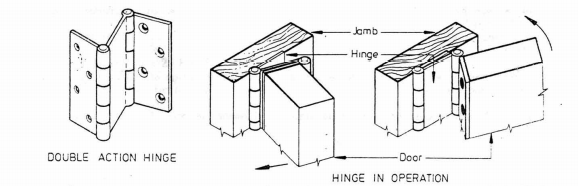 Jamb
Hinge
Door
DOUBLE ACTION HINGE
HINGE IN OPERATION